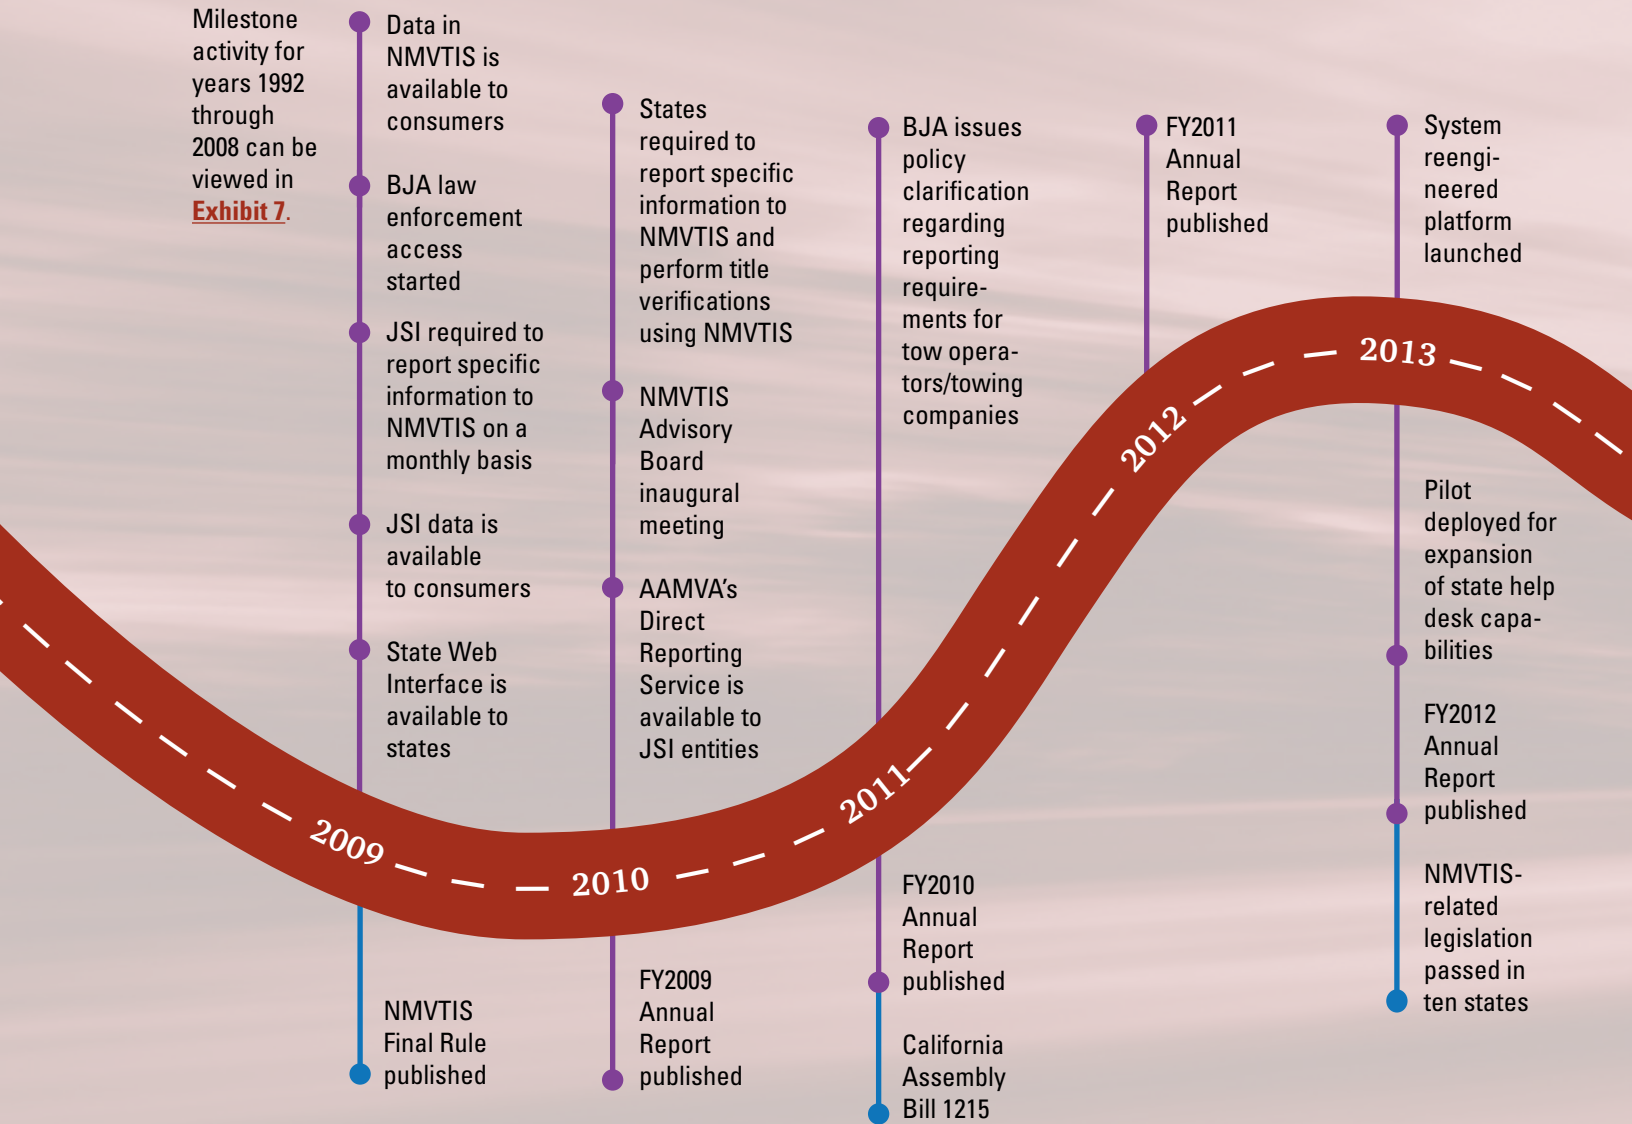 Milestone
activity for
years 1992
through
2008 can be
viewed in
Exhibit 7.
Data in
NMVTIS is
available to
consumers
BJA law
enforcement
access
started
JSI required to
report specific
information to
NMVTIS on a
monthly basis
JSI data is
available
to consumers
State Web
Interface is
available to
states
2009
NMVTIS
Final Rule
published
States
required to
report specific
information to
NMVTIS and
perform title
verifications
using NMVTIS
NMVTIS
Advisory
Board
inaugural
meeting
AAMVA's
Direct
Reporting
Service is
available to
JSI entities
2010
FY2009
Annual
Report
published
BJA issues
policy
clarification
regarding
reporting
require-
ments for
tow opera-
tors/towing
companies
2011
FY2010
Annual
Report
published
California
Assembly
Bill 1215
FY2011
Annual
Report
published
2012
System
reengi-
neered
platform
launched
2013
Pilot
deployed for
expansion
of state help
desk capa-
bilities
FY2012
Annual
Report
published
NMVTIS-
related
legislation
passed in
ten states